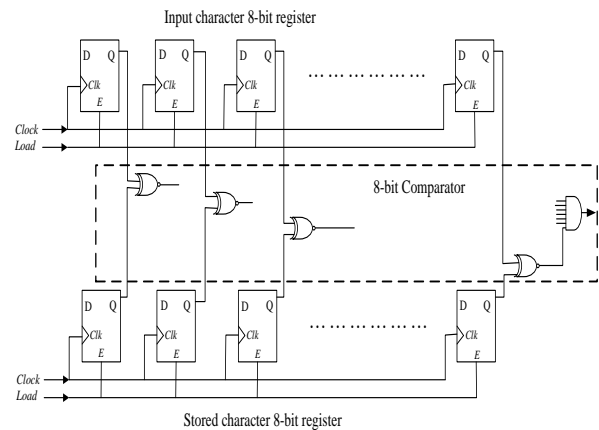 Input character 8-bit register
D Q D Q D Q D Q
Clk Clk Clk ........................ Clk
E E E E
Clock
Load
8-bit Comparator
D Q D Q D Q D Q
Clk Clk Clk ........................ Clk
E E E E
Clock
Load
Stored character 8-bit register